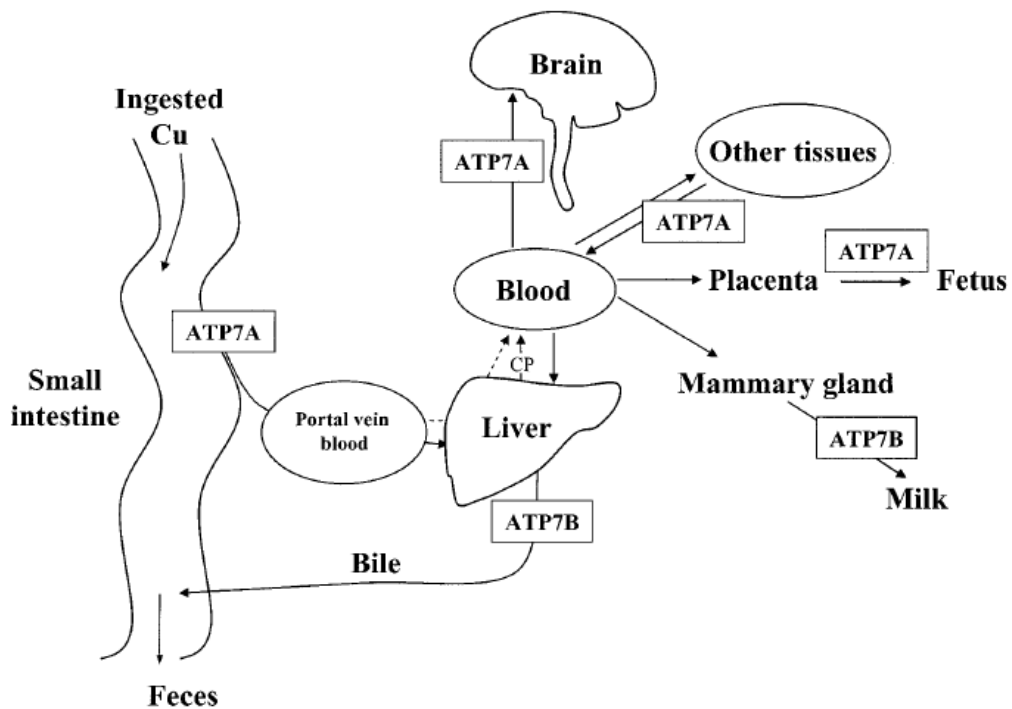 Brain
Ingested
Cu
ATP7A
Other tissues
ATP7A
ATP7A
Blood
Placenta
Fetus
ATP7A
CP
Small
intestine
Mammary gland
Portal vein
blood
Liver
ATP7B
Milk
ATP7B
Bile
Feces